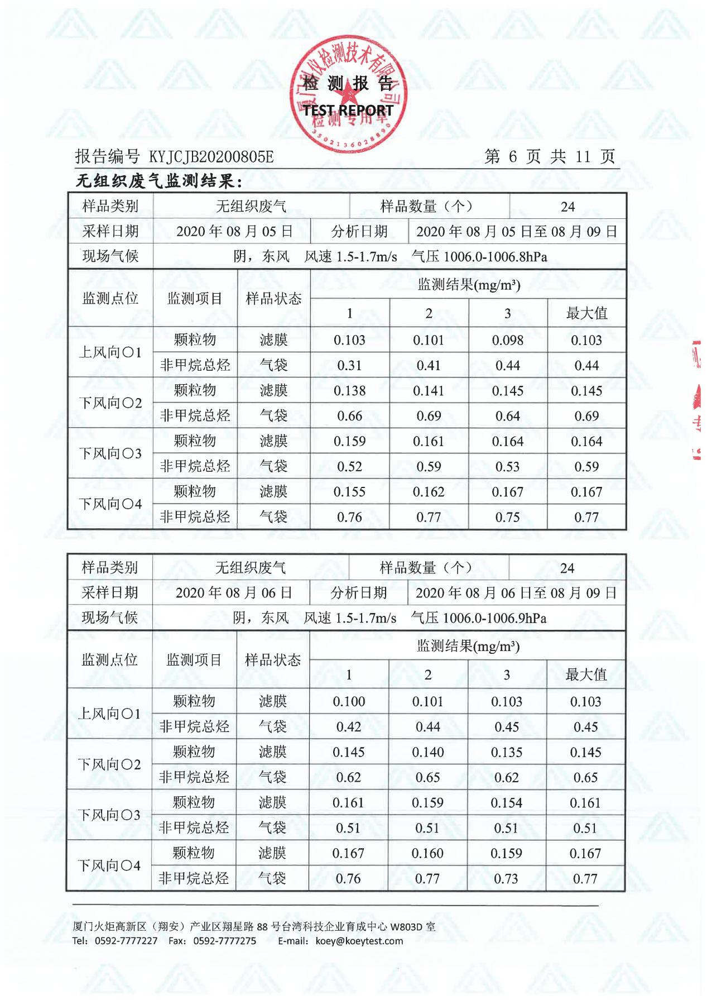 厦门科仪检测技术有限公司
检测报告
TEST REPORT
检测专用章
3502136028890
报告编号 KYJCJB20200805E 第 6 页 共 11 页
无组织废气监测结果：
样品类别 无组织废气 样品数量（个） 24
采样日期 2020 年 08 月 05 日 分析日期 2020 年 08 月 05 日至 08 月 09 日
现场气候 阴，东风 风速 1.5-1.7m/s 气压 1006.0-1006.8hPa
监测点位 监测项目 样品状态 监测结果(mg/m³)
1 2 3 最大值
上风向○1 颗粒物 滤膜 0.103 0.101 0.098 0.103
非甲烷总烃 气袋 0.31 0.41 0.44 0.44
下风向○2 颗粒物 滤膜 0.138 0.141 0.145 0.145
非甲烷总烃 气袋 0.66 0.69 0.64 0.69
下风向○3 颗粒物 滤膜 0.159 0.161 0.164 0.164
非甲烷总烃 气袋 0.52 0.59 0.53 0.59
下风向○4 颗粒物 滤膜 0.155 0.162 0.167 0.167
非甲烷总烃 气袋 0.76 0.77 0.75 0.77
样品类别 无组织废气 样品数量（个） 24
采样日期 2020 年 08 月 06 日 分析日期 2020 年 08 月 06 日至 08 月 09 日
现场气候 阴，东风 风速 1.5-1.7m/s 气压 1006.0-1006.9hPa
监测点位 监测项目 样品状态 监测结果(mg/m³)
1 2 3 最大值
上风向○1 颗粒物 滤膜 0.100 0.101 0.103 0.103
非甲烷总烃 气袋 0.42 0.44 0.45 0.45
下风向○2 颗粒物 滤膜 0.145 0.140 0.135 0.145
非甲烷总烃 气袋 0.62 0.65 0.62 0.65
下风向○3 颗粒物 滤膜 0.161 0.159 0.154 0.161
非甲烷总烃 气袋 0.51 0.51 0.51 0.51
下风向○4 颗粒物 滤膜 0.167 0.160 0.159 0.167
非甲烷总烃 气袋 0.76 0.77 0.73 0.77
厦门火炬高新区（翔安）产业区翔星路 88 号台湾科技企业育成中心 W803D 室
Tel: 0592-7777227 Fax: 0592-7777275 E-mail: koey@koeytest.com